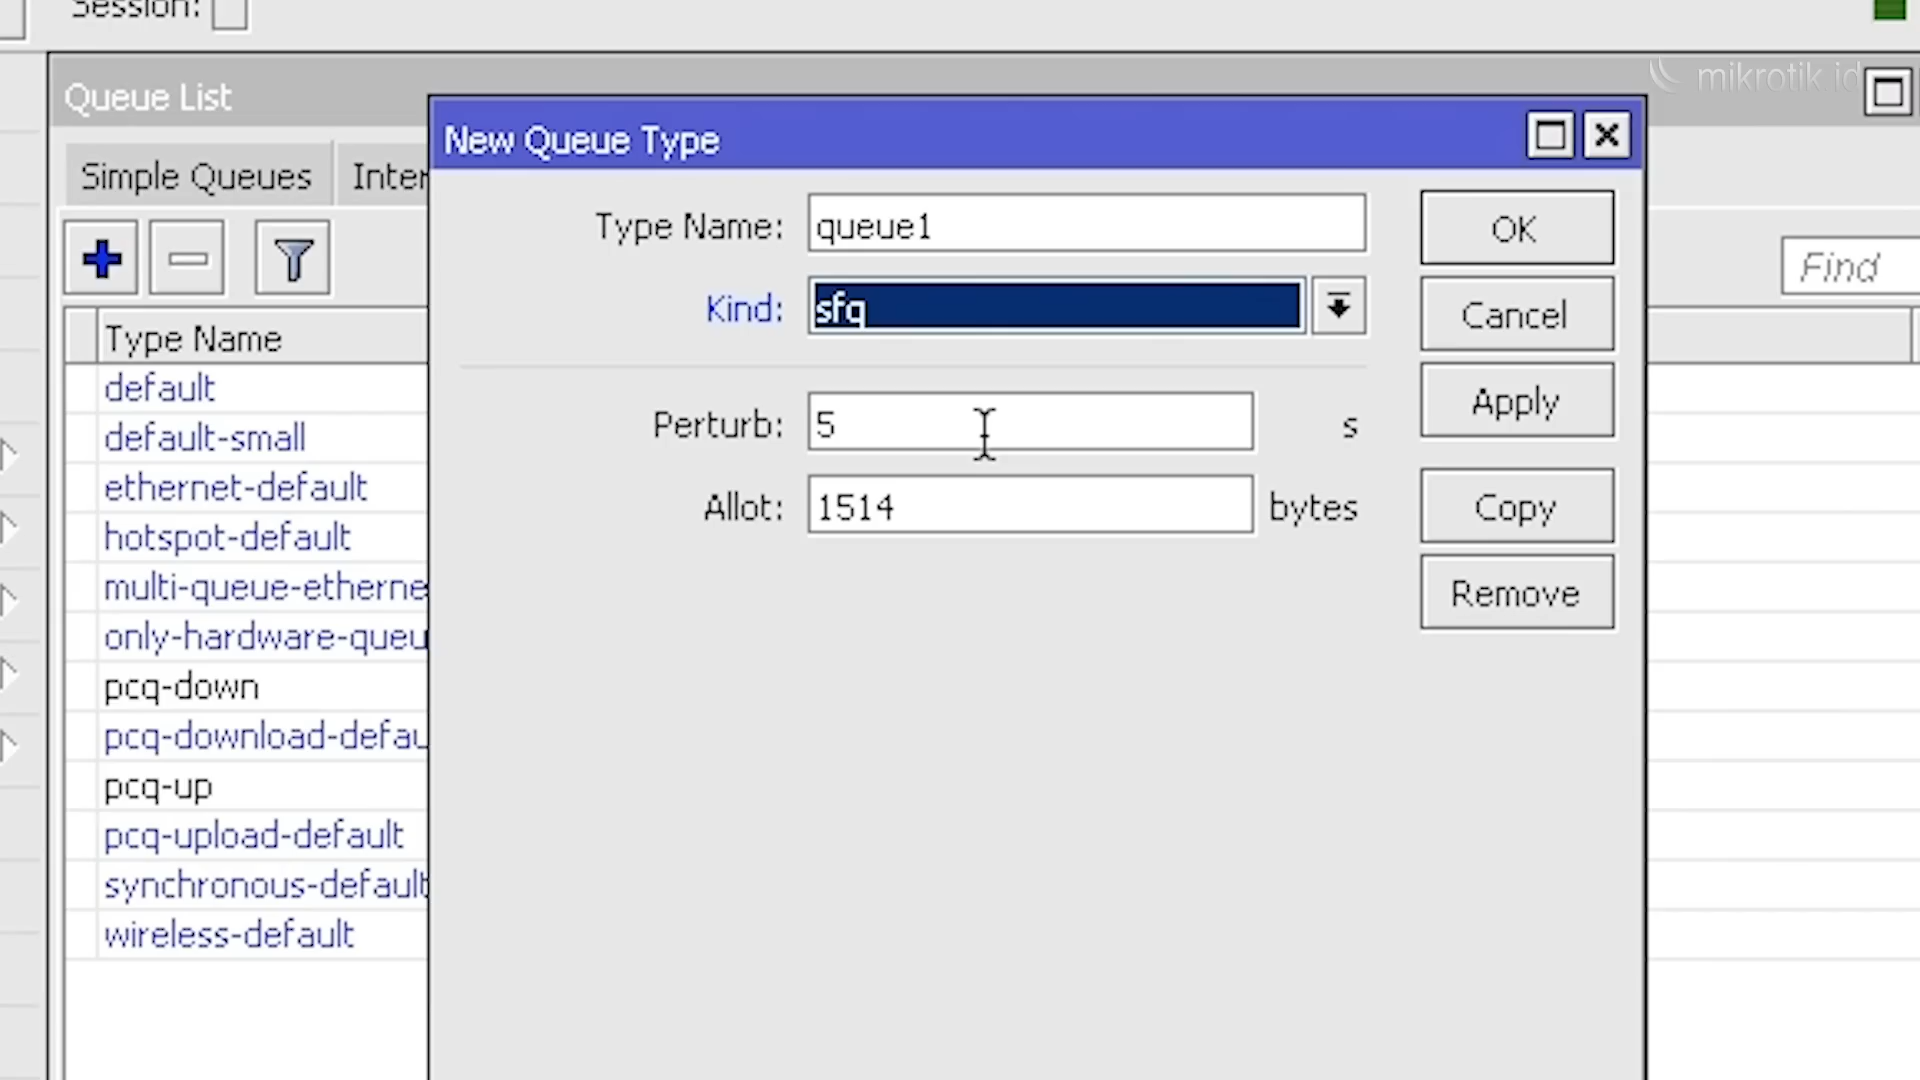 Session:
mikrotik id
Queue List
New Queue Type
Simple Queues
Inter
Type Name: queue1
OK
Find
Kind: sfq
Cancel
Type Name
Perturb: 5 s
Apply
Allot: 1514 bytes
Copy
Remove
default
default-small
ethernet-default
hotspot-default
multi-queue-etherne
only-hardware-queu
pcq-down
pcq-download-defau
pcq-up
pcq-upload-default
synchronous-default
wireless-default